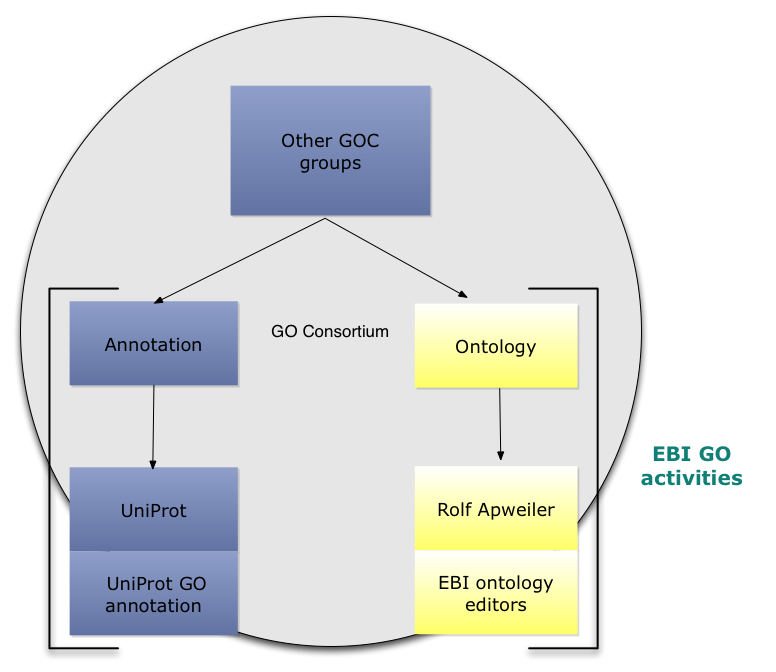 Other GOC
groups
Annotation
GO Consortium
Ontology
EBI GO
activities
UniProt
Rolf Apweiler
UniProt GO
annotation
EBI ontology
editors